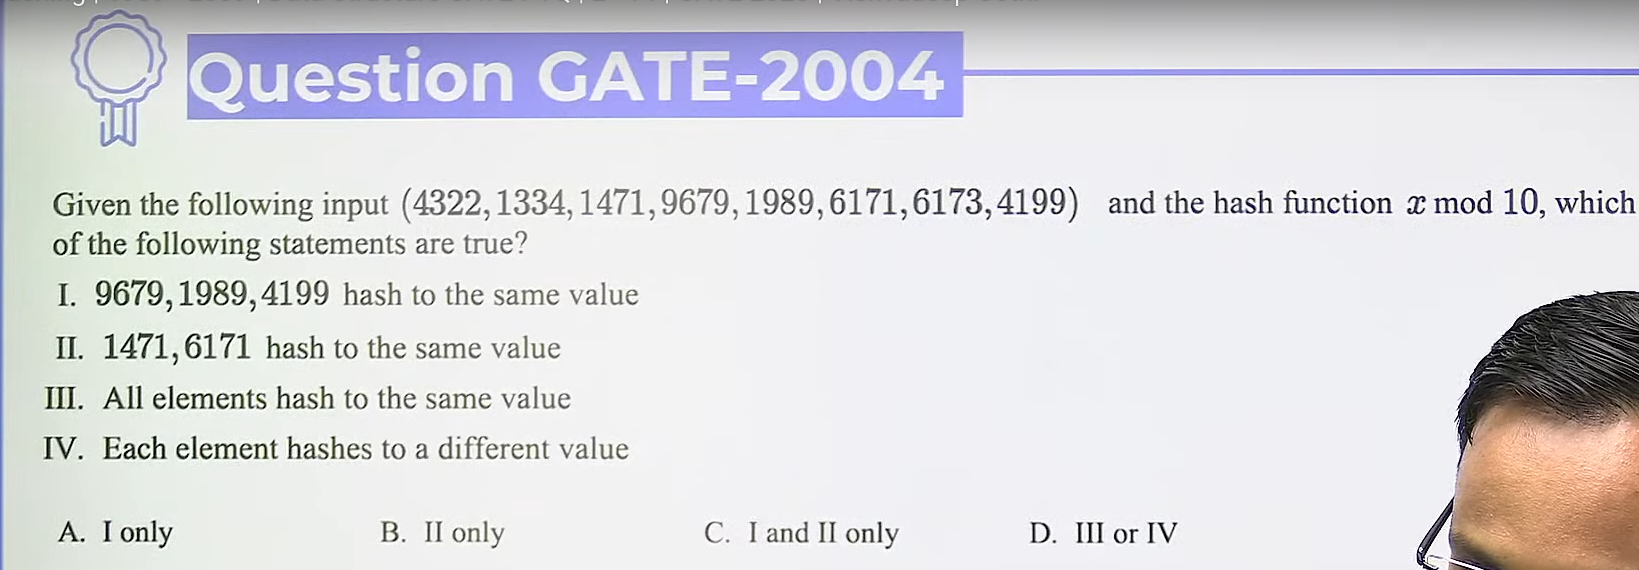 Question GATE-2004
Given the following input (4322, 1334, 1471, 9679, 1989, 6171, 6173, 4199) and the hash function x mod 10, which
of the following statements are true?
I. 9679, 1989, 4199 hash to the same value
II. 1471, 6171 hash to the same value
III. All elements hash to the same value
IV. Each element hashes to a different value
A. I only B. II only C. I and II only D. III or IV